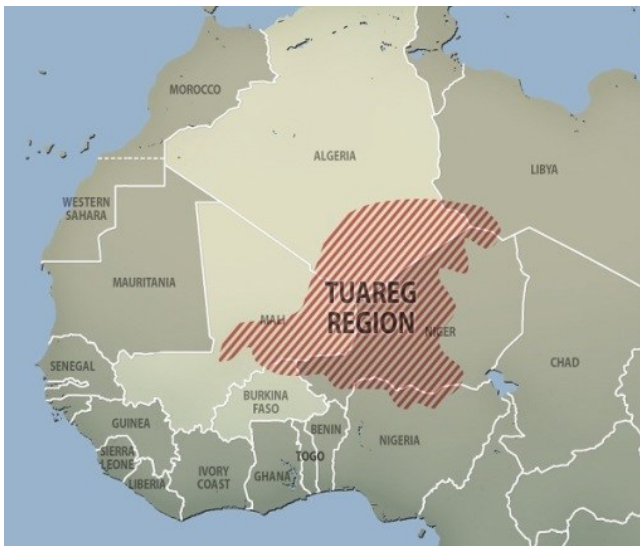 MOROCCO
ALGERIA
LIBYA
WESTERN
SAHARA
MAURITANIA
TUAREG
REGION
MALI
NIGER
CHAD
SENEGAL
BURKINA
FASO
GUINEA
BENIN
NIGERIA
SIERRA
LEONE
IVORY
COAST
GHANA
TOGO
LIBERIA